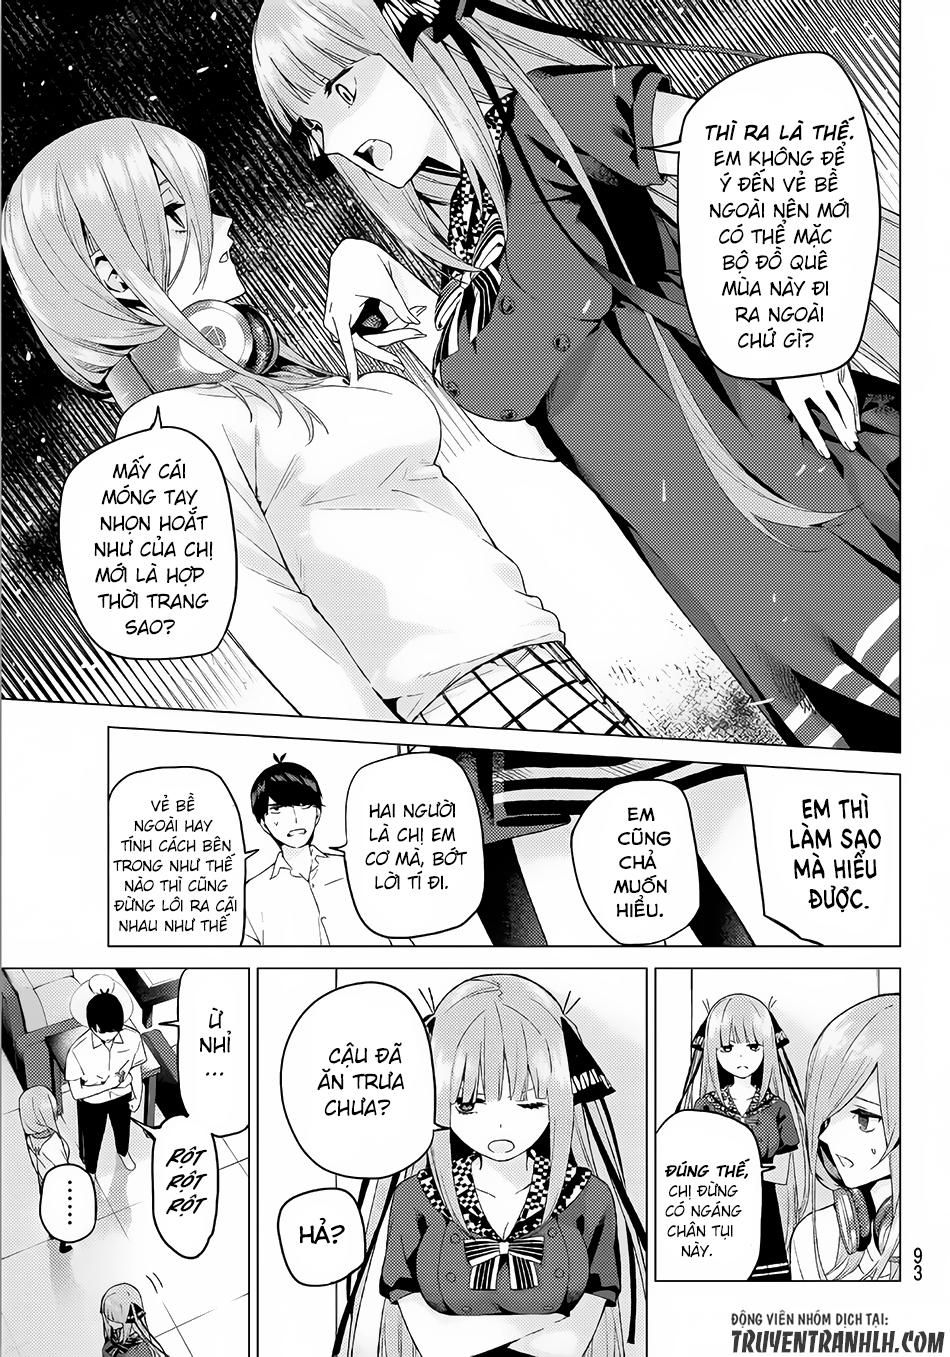 THÌ RA LÀ THẾ.
EM KHÔNG ĐỂ
Ý ĐẾN VẺ BỀ
NGOÀI NÊN MỚI
CÓ THỂ MẶC
BỘ ĐỒ QUÊ
MÙA NÀY ĐI
RA NGOÀI
CHỨ GÌ?
MẤY CÁI
MÓNG TAY
NHỌN HOẮT
NHƯ CỦA CHỊ
MỚI LÀ HỢP
THỜI TRANG
SAO?
EM THÌ
LÀM SAO
MÀ HIỂU
ĐƯỢC.
EM
CŨNG
CHẢ
MUỐN
HIỂU.
HAI NGƯỜI
LÀ CHỊ EM
CƠ MÀ, BỚT
LỜI TÍ ĐI.
VẺ BỀ
NGOÀI HAY
TÍNH CÁCH BÊN
TRONG NHƯ THẾ
NÀO THÌ CŨNG
ĐỪNG LÔI RA CÃI
NHAU NHƯ THẾ
ĐÚNG THẾ,
CHỊ ĐỪNG
CÓ NGÁNG
CHÂN TỤI
NÀY.
CẬU ĐÃ
ĂN TRƯA
CHƯA?
HẢ?
Ừ
NHỈ
...
RỘT
RỘT
RỘT
......
93
ĐỘNG VIÊN NHÓM DỊCH TẠI:
TRUYENTRANHLH.COM